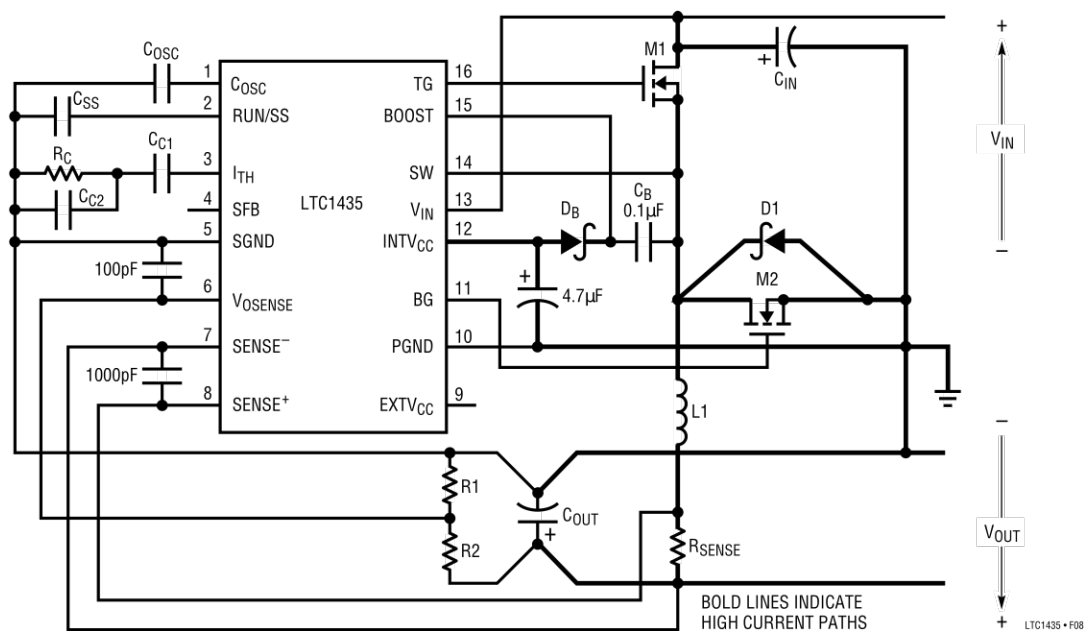 C_OSC
1
C_OSC
C_SS
2
RUN/SS
R_C
C_C1
3
I_TH
C_C2
4
SFB
5
SGND
100pF
6
V_OSENSE
7
SENSE⁻
1000pF
8
SENSE⁺
LTC1435
TG
16
BOOST
15
SW
14
V_IN
13
INTV_CC
12
BG
11
PGND
10
EXTV_CC
9
M1
+
C_IN
D_B
C_B
0.1µF
+
4.7µF
D1
M2
L1
R1
R2
C_OUT
+
R_SENSE
+
V_IN
−
−
V_OUT
+
BOLD LINES INDICATE
HIGH CURRENT PATHS
LTC1435 • F08